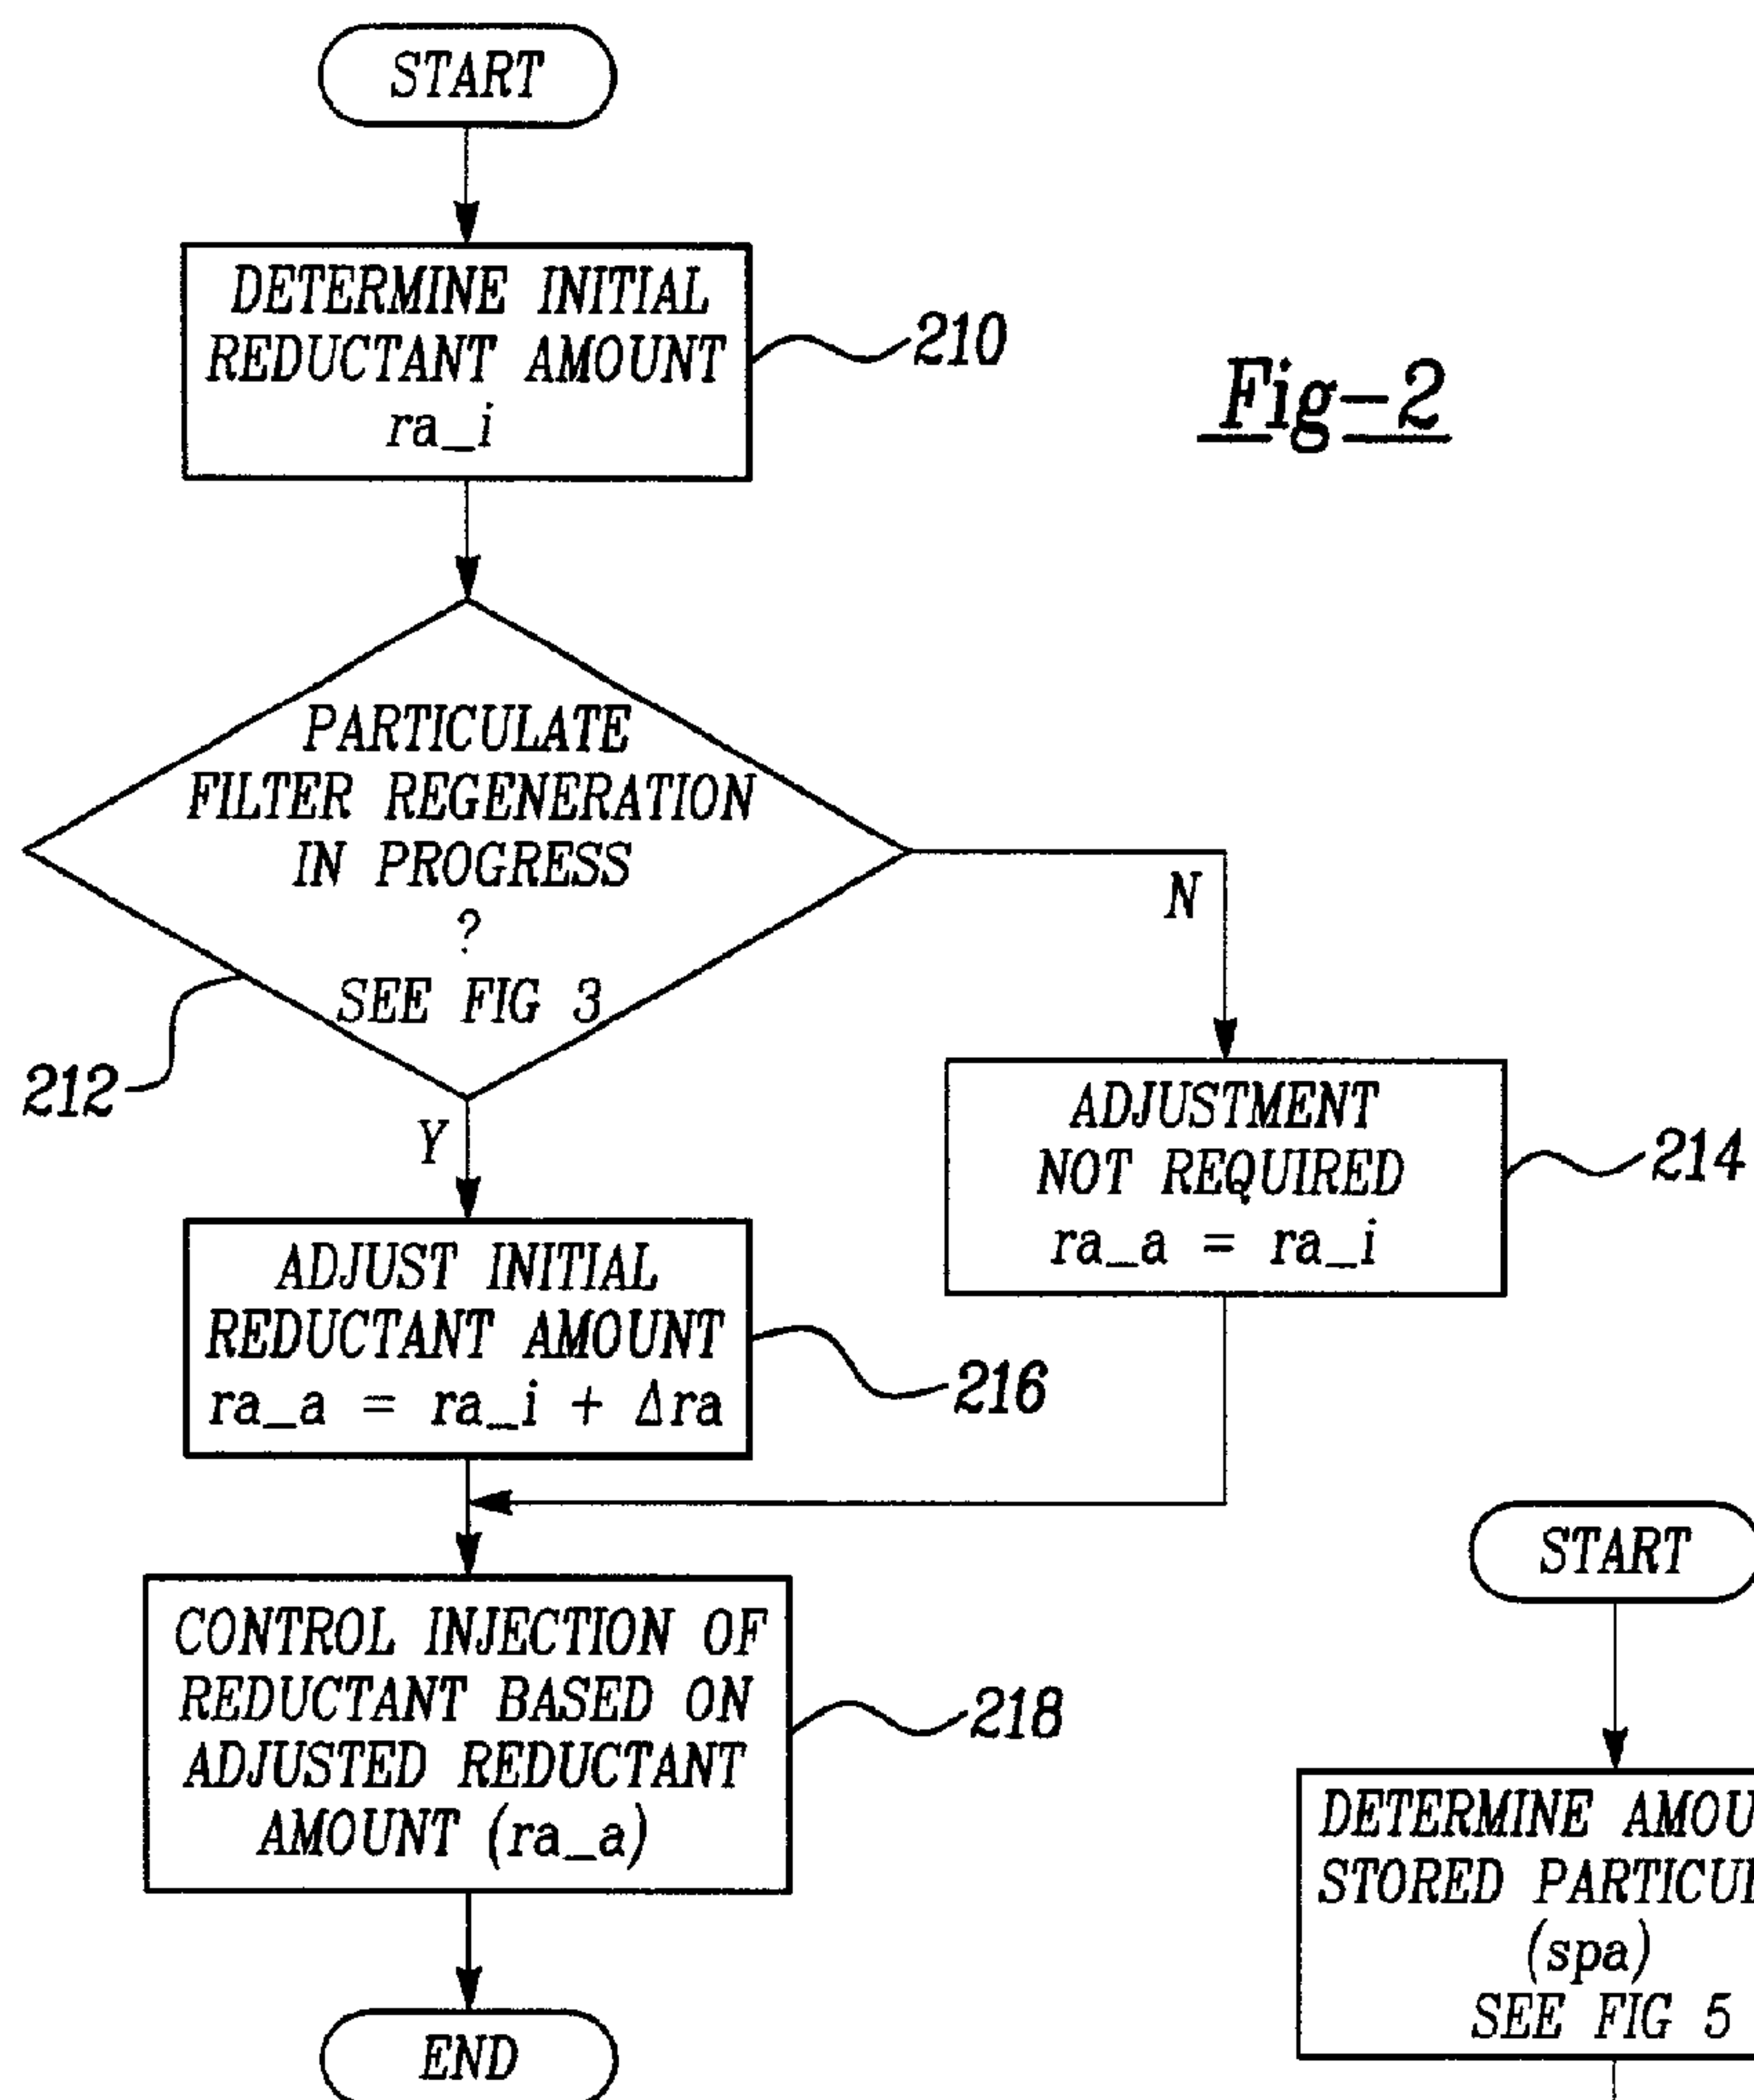 START
DETERMINE INITIAL
REDUCTANT AMOUNT
ra_i
210
Fig-2
PARTICULATE
FILTER REGENERATION
IN PROGRESS
?
SEE FIG 3
212
N
Y
ADJUSTMENT
NOT REQUIRED
ra_a = ra_i
214
ADJUST INITIAL
REDUCTANT AMOUNT
ra_a = ra_i + Δra
216
CONTROL INJECTION OF
REDUCTANT BASED ON
ADJUSTED REDUCTANT
AMOUNT (ra_a)
218
END
START
DETERMINE
STORED
(spa)
SEE FIG 5